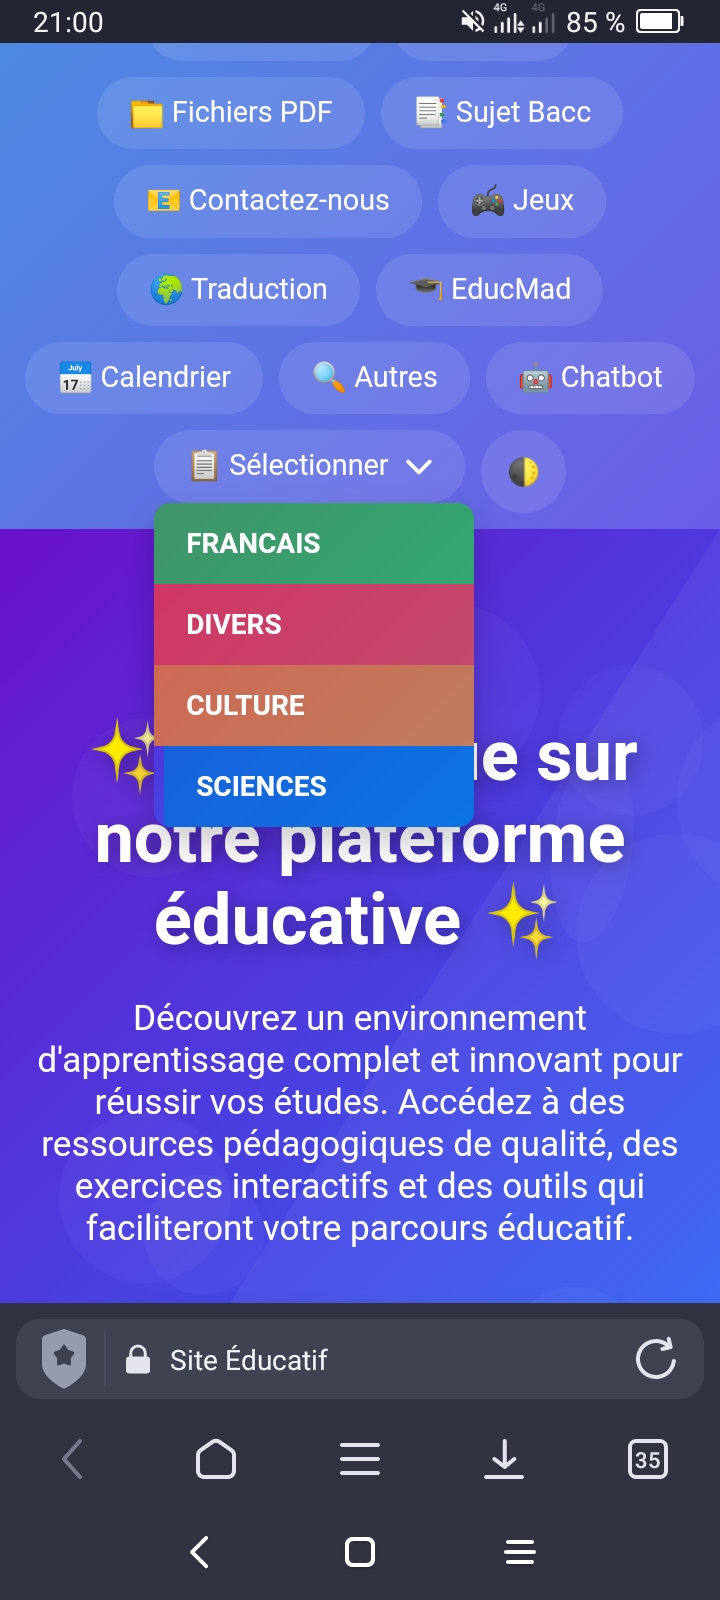 21:00 4G 4G 85 %
Fichiers PDF Sujet Bacc
Contactez-nous Jeux
Traduction EducMad
July 17 Calendrier Autres Chatbot
Sélectionner
FRANCAIS
DIVERS
CULTURE
SCIENCES
sur
notre plateforme
éducative
Découvrez un environnement
d'apprentissage complet et innovant pour
réussir vos études. Accédez à des
ressources pédagogiques de qualité, des
exercices interactifs et des outils qui
faciliteront votre parcours éducatif.
Site Éducatif
35